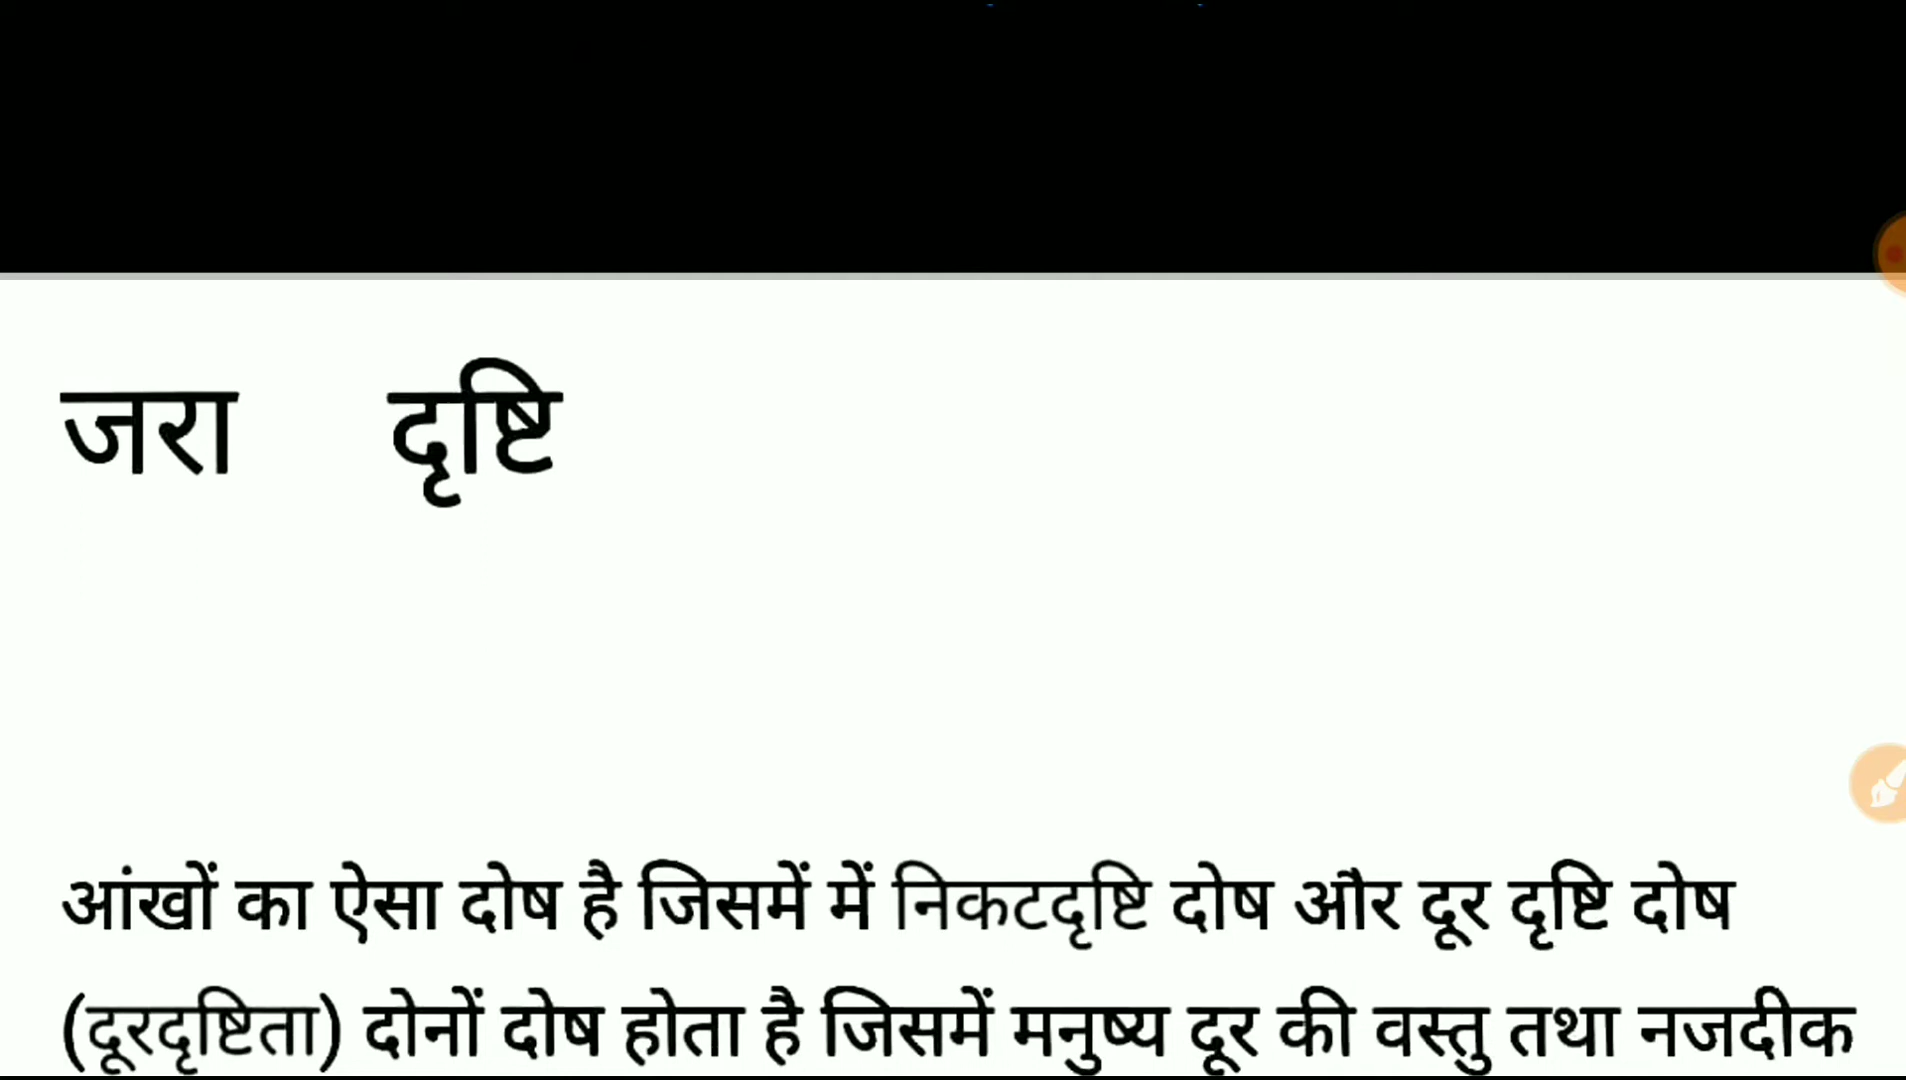 जरा दृष्टि
आंखों का ऐसा दोष है जिसमें में निकटदृष्टि दोष और दूर दृष्टि दोष
(दूरदृष्टिता) दोनों दोष होता है जिसमें मनुष्य दूर की वस्तु तथा नजदीक